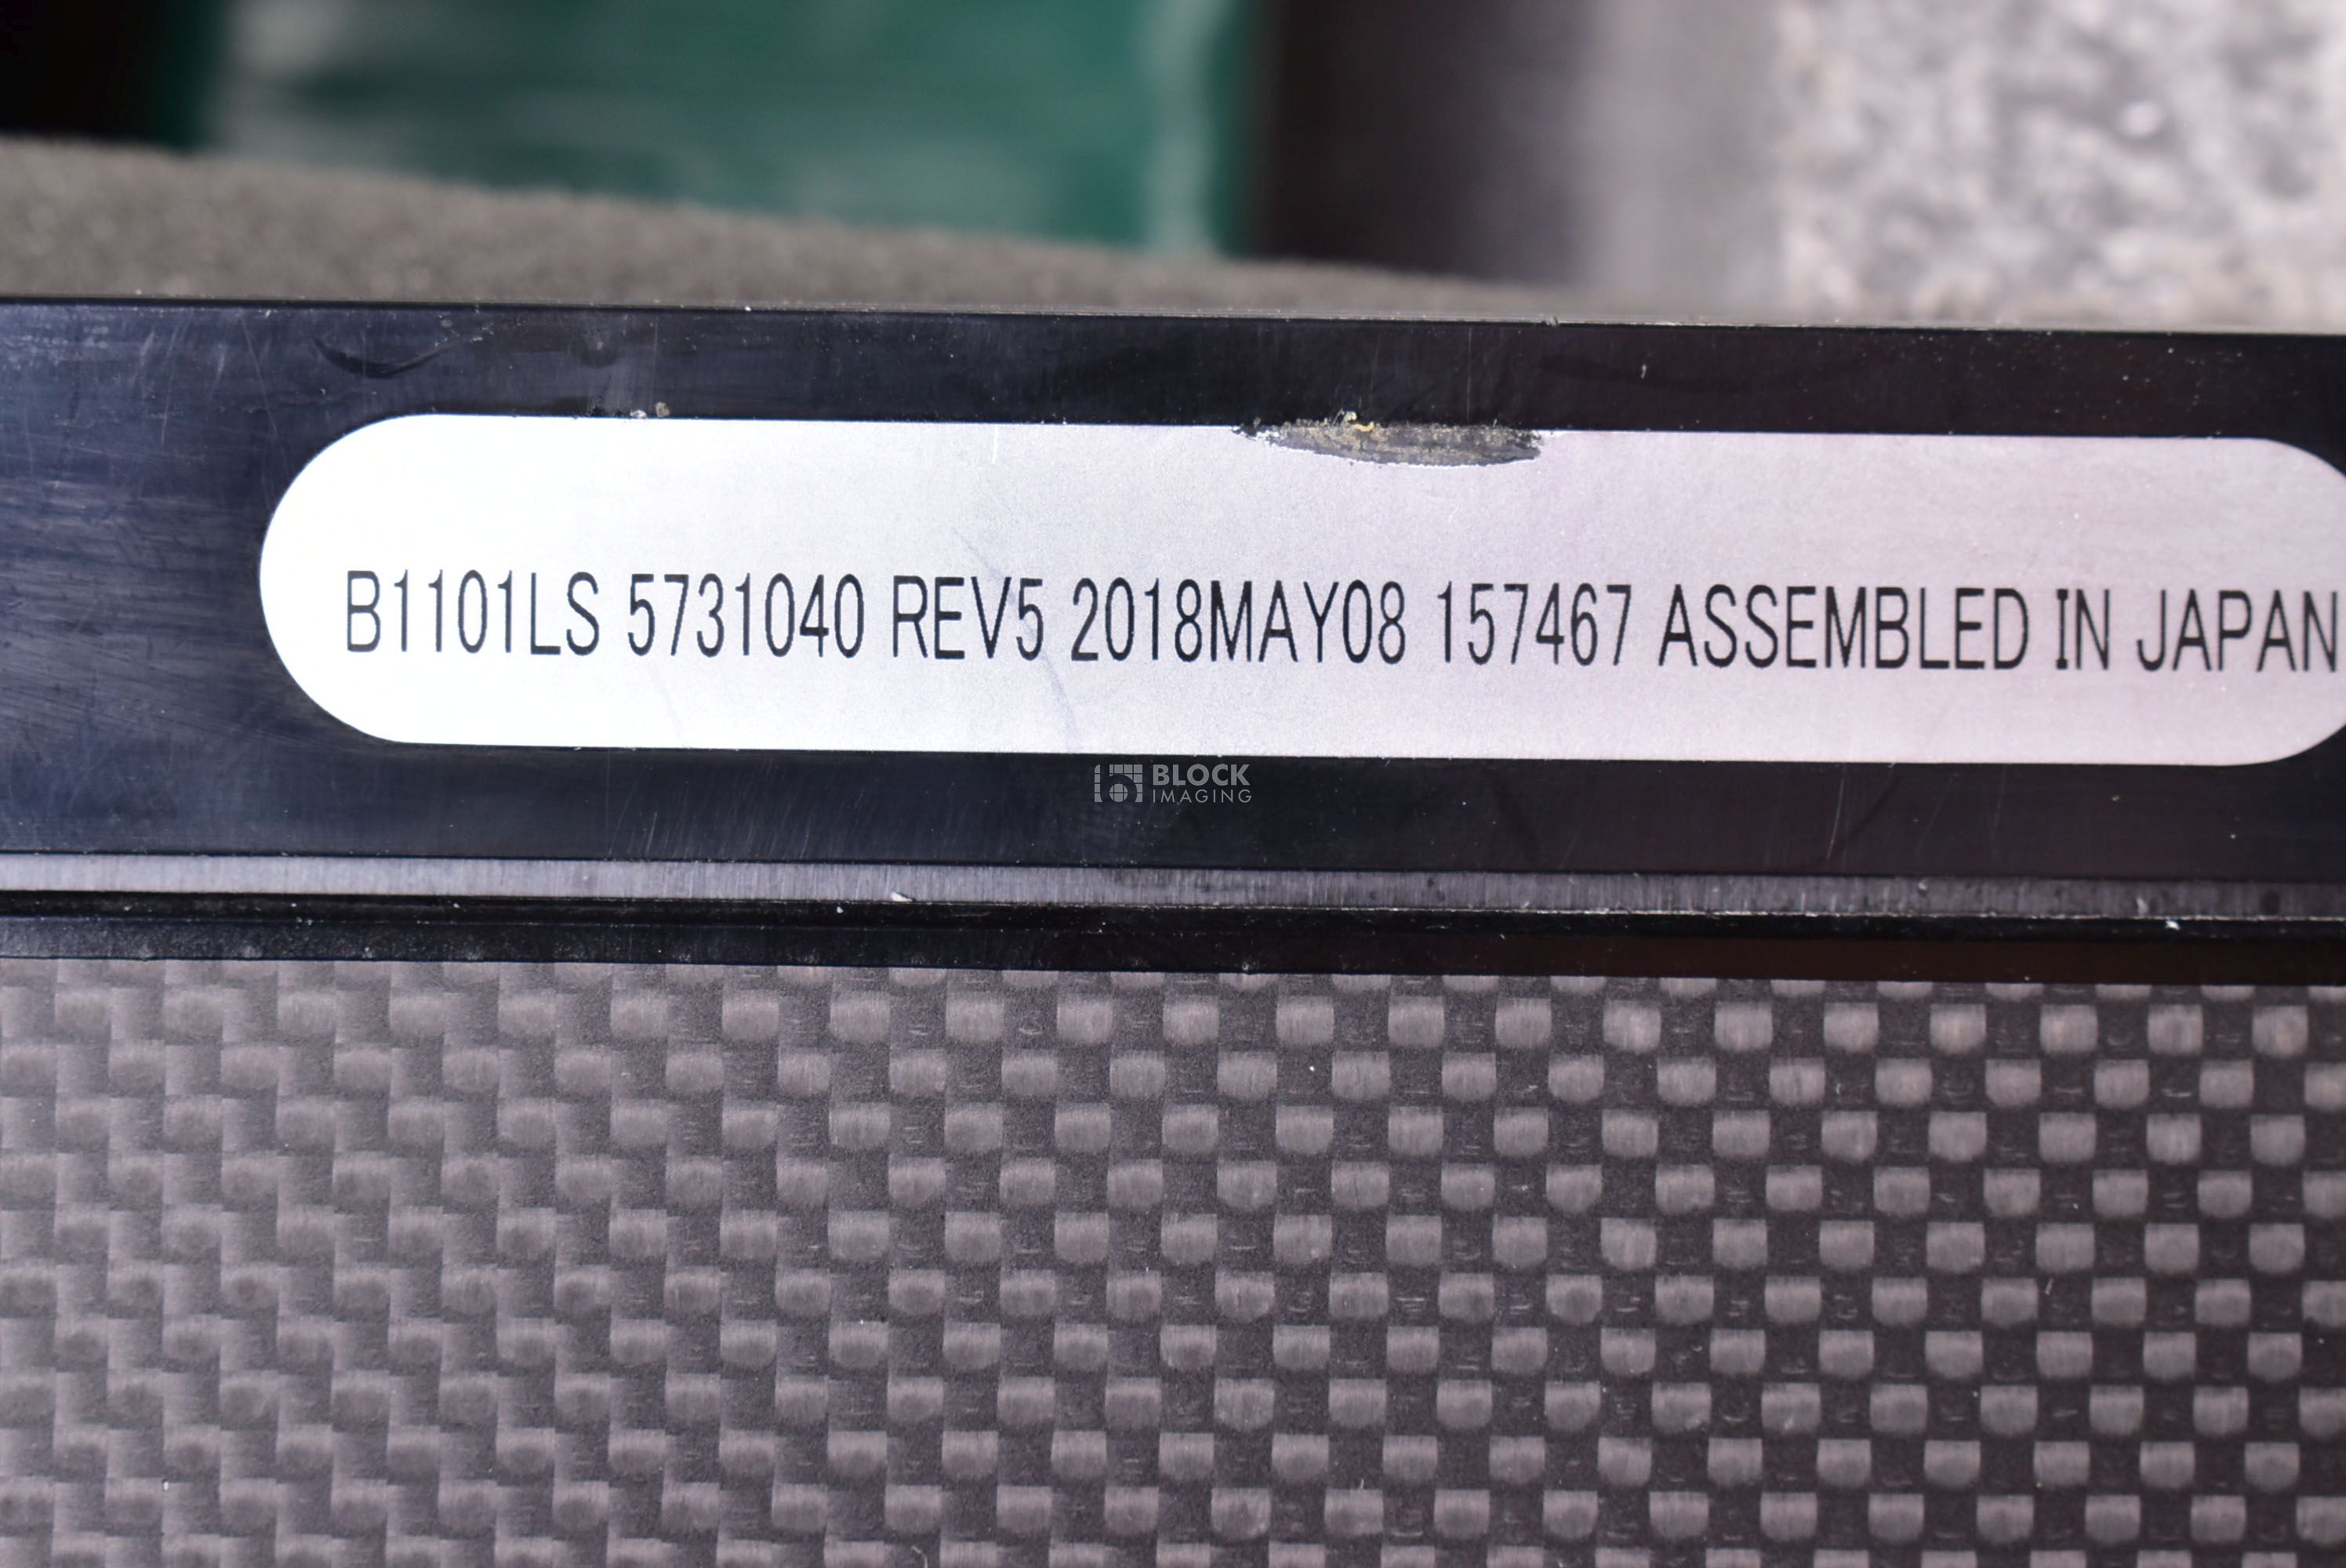 B1101LS 5731040 REV5 2018MAY08 157467 ASSEMBLED IN JAPAN
BLOCK
IMAGING